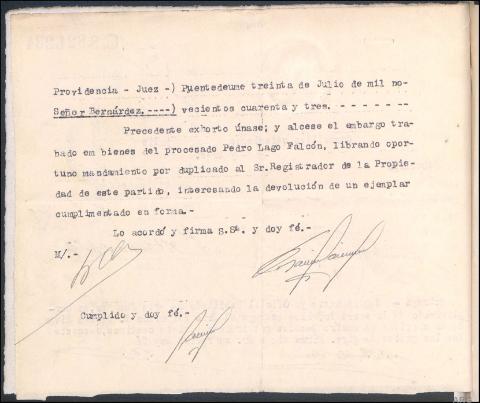 Providencia - Juez -) Puentedeume treinta de Julio de mil no-
Señor Bernárdez.----) vecientos cuarenta y tres. - - - - - - -
Precedente exhorto únase; y alcese el embargo tra-
bado em bienes del procesado Pedro Lago Falcón, librando opor-
tuno mandamiento por duplicado al Sr.Registrador de la Propie-
dad de este partido, interesando la devolución de un ejemplar
cumplimentado en forma.-
Lo acordó y firma S.Sª. y doy fé.-
M/.-
Cumplido y doy fé.-